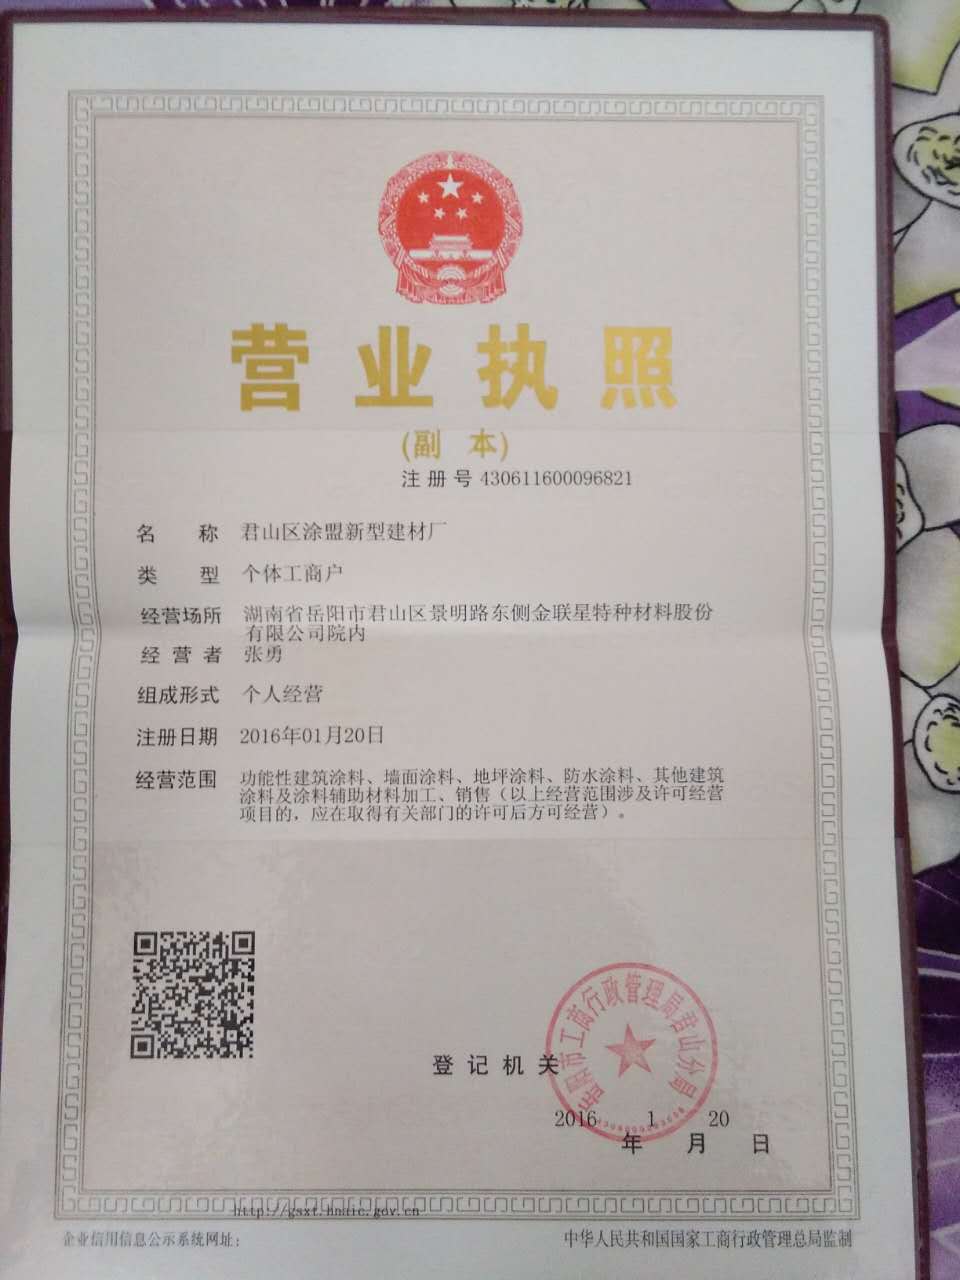 营业执照
(副 本)
注册号 430611600096821
名 称 君山区涂盟新型建材厂
类 型 个体工商户
经营场所 湖南省岳阳市君山区景明路东侧金联星特种材料股份
有限公司院内
经 营 者 张勇
组成形式 个人经营
注册日期 2016年01月20日
经营范围 功能性建筑涂料、墙面涂料、地坪涂料、防水涂料、其他建筑
涂料及涂料辅助材料加工、销售（以上经营范围涉及许可经营
项目的，应在取得有关部门的许可后方可经营）。
岳阳市工商行政管理局君山分局
登记机关
2016 1 20
年 月 日
http://gsxt.hnaic.gov.cn
企业信用信息公示系统网址：
中华人民共和国国家工商行政管理总局监制